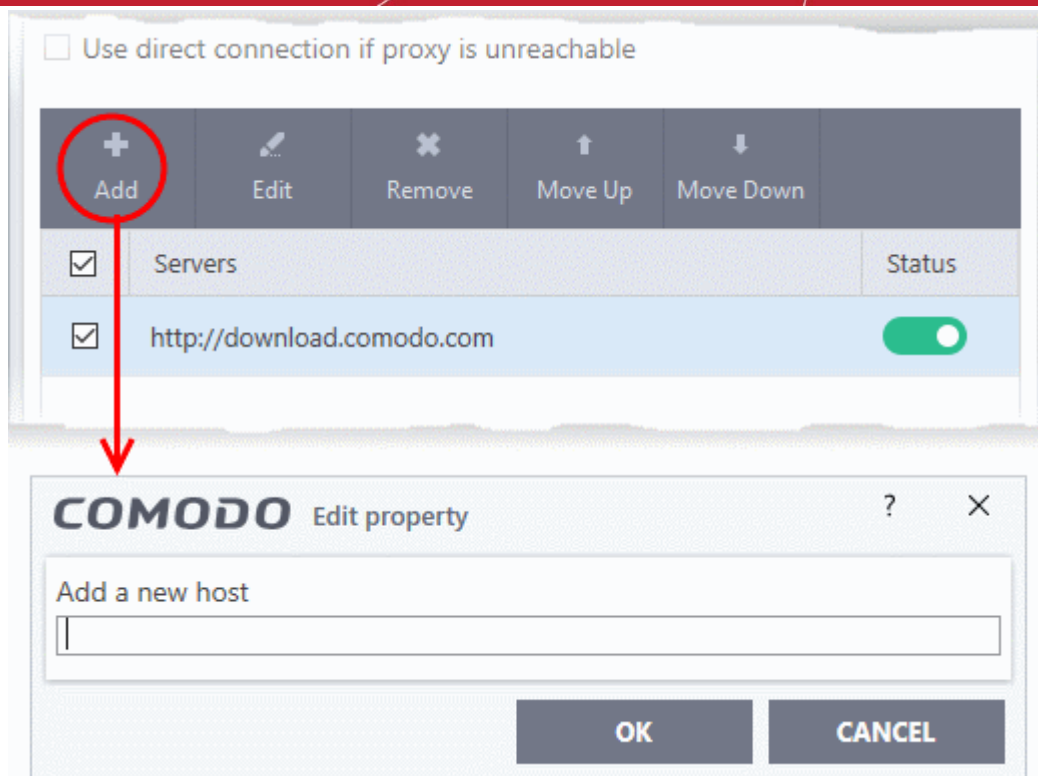 Use direct connection if proxy is unreachable
Add Edit Remove Move Up Move Down
Servers Status
http://download.comodo.com
COMODO Edit property ? ×
Add a new host
OK CANCEL